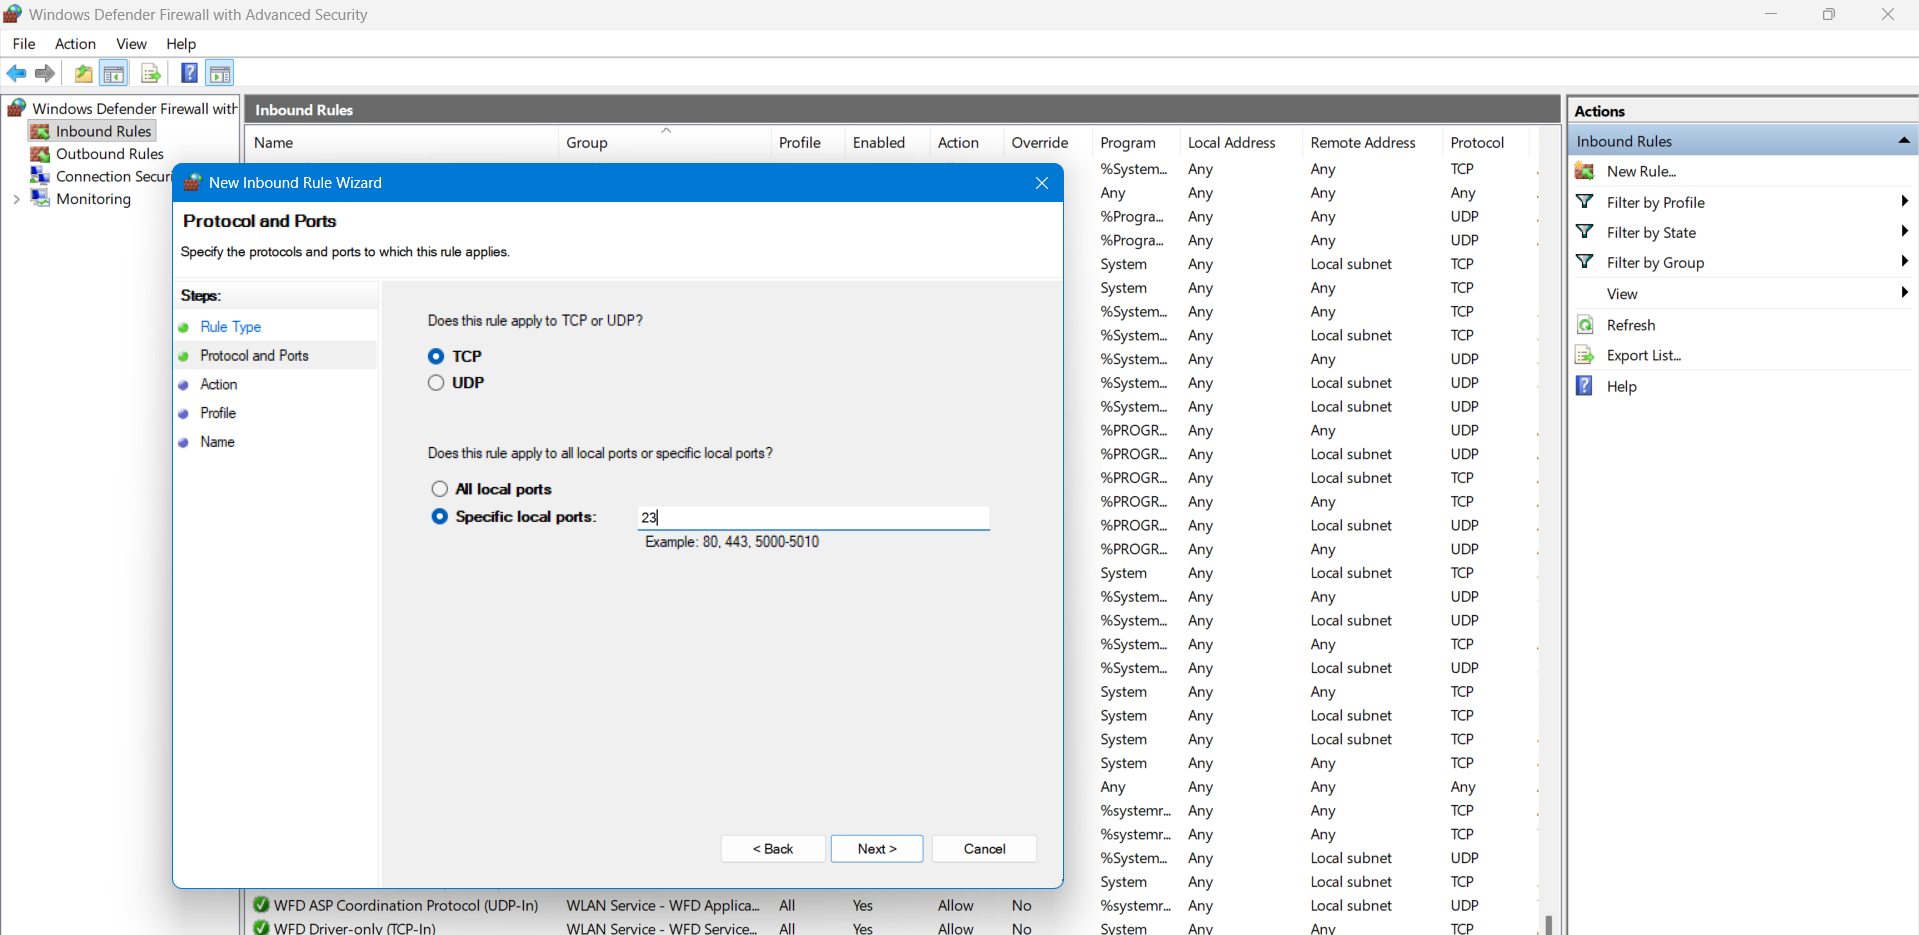 Windows Defender Firewall with Advanced Security
File Action View Help
Windows Defender Firewall with
Inbound Rules
Outbound Rules
Connection Securi
Monitoring
Inbound Rules
Name Group Profile Enabled Action Override Program Local Address Remote Address Protocol
%System... Any Any TCP
Any Any Any Any
%Progra... Any Any UDP
%Progra... Any Any UDP
System Any Local subnet TCP
System Any Any TCP
%System... Any Any TCP
%System... Any Local subnet TCP
%System... Any Any UDP
%System... Any Local subnet UDP
%System... Any Local subnet UDP
%PROGR... Any Any UDP
%PROGR... Any Local subnet UDP
%PROGR... Any Local subnet TCP
%PROGR... Any Any TCP
%PROGR... Any Local subnet UDP
%PROGR... Any Any UDP
System Any Local subnet TCP
%System... Any Any UDP
%System... Any Local subnet UDP
%System... Any Any TCP
%System... Any Local subnet UDP
System Any Any TCP
System Any Local subnet TCP
System Any Local subnet TCP
System Any Any TCP
Any Any Any Any
%systemr... Any Any TCP
%systemr... Any Any TCP
%System... Any Local subnet UDP
System Any Local subnet TCP
WFD ASP Coordination Protocol (UDP-In) WLAN Service - WFD Applica... All Yes Allow No %systemr... Any Local subnet UDP
WFD Driver-only (TCP-In) WLAN Service - WFD Service... All Yes Allow No System Any Any TCP
New Inbound Rule Wizard
Protocol and Ports
Specify the protocols and ports to which this rule applies.
Steps:
Rule Type
Protocol and Ports
Action
Profile
Name
Does this rule apply to TCP or UDP?
TCP
UDP
Does this rule apply to all local ports or specific local ports?
All local ports
Specific local ports: 23
Example: 80, 443, 5000-5010
< Back Next > Cancel
Actions
Inbound Rules
New Rule...
Filter by Profile
Filter by State
Filter by Group
View
Refresh
Export List...
Help